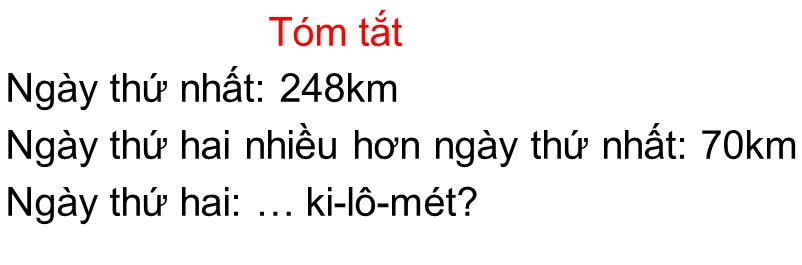 Tóm tắt
Ngày thứ nhất: 248km
Ngày thứ hai nhiều hơn ngày thứ nhất: 70km
Ngày thứ hai: … ki-lô-mét?